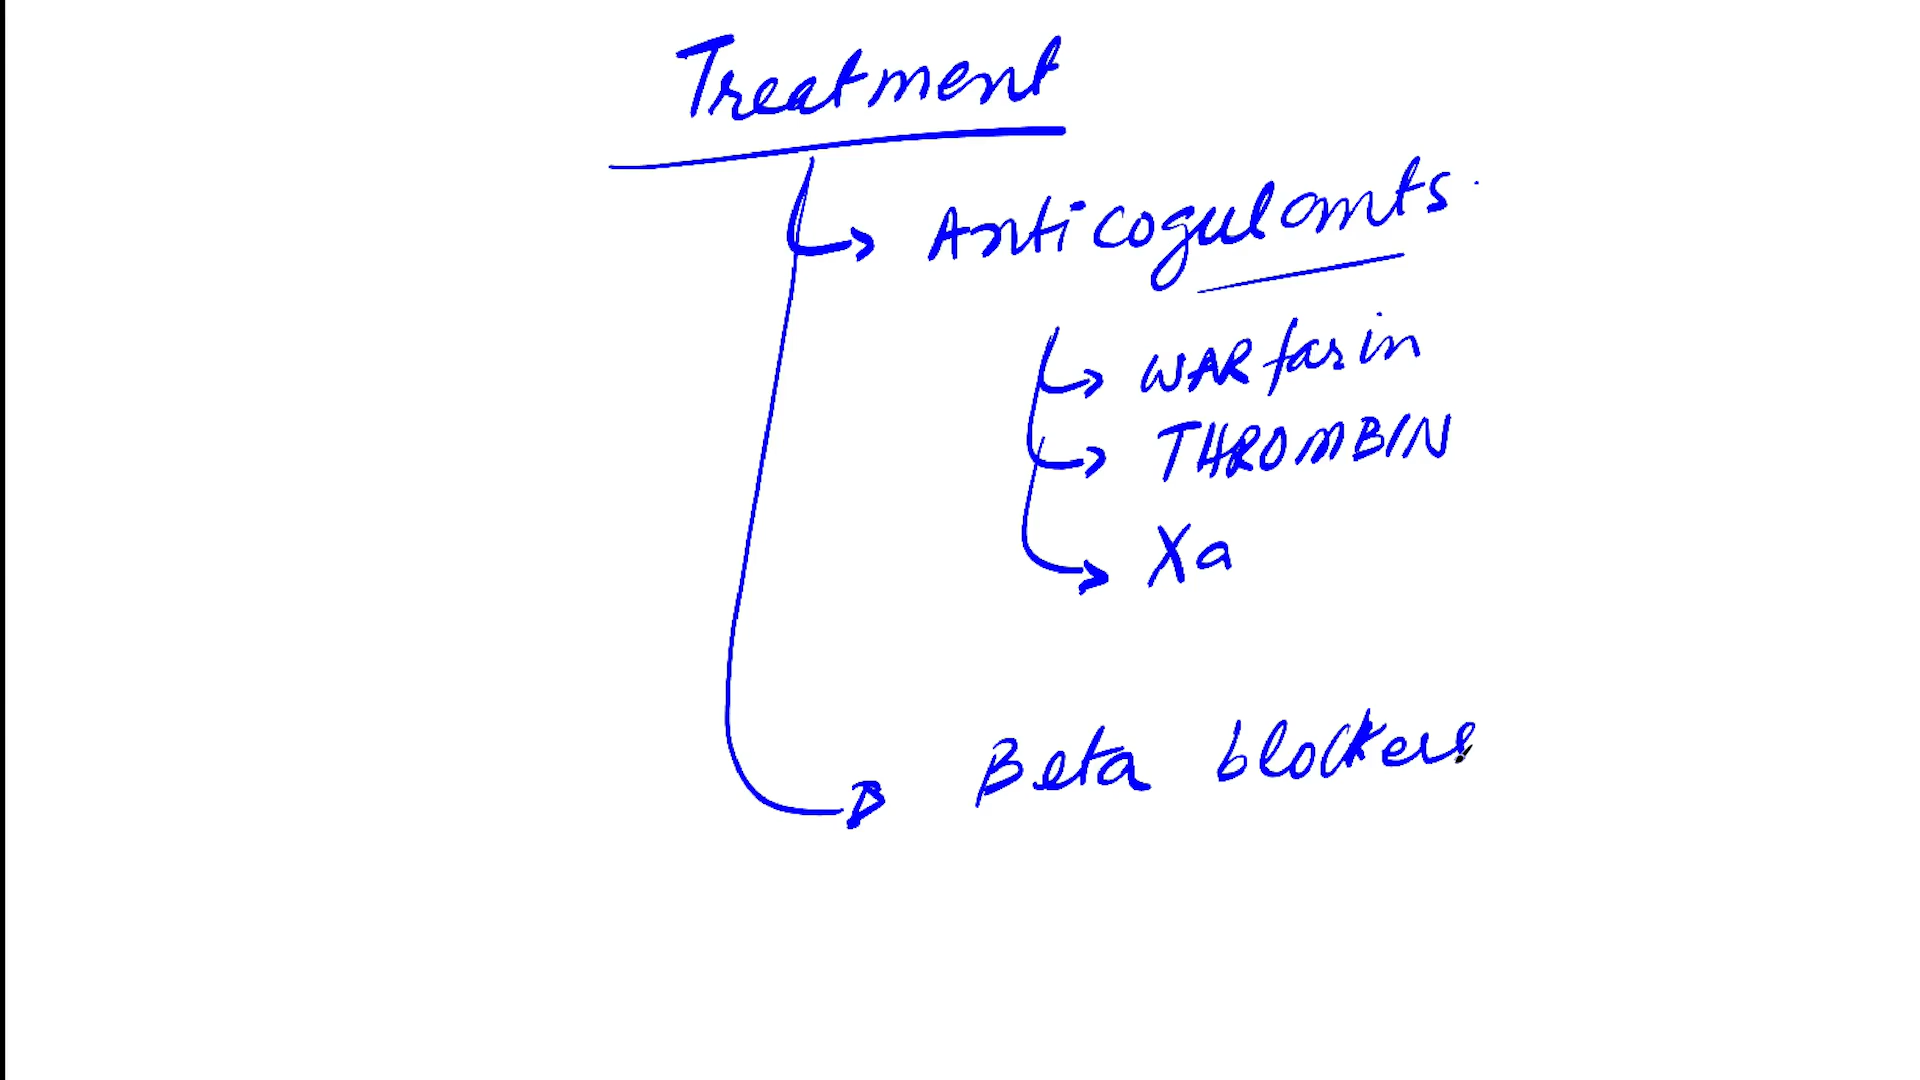 Treatment
Anticogulants
WARfarin
THROMBIN
Xa
Beta blockers